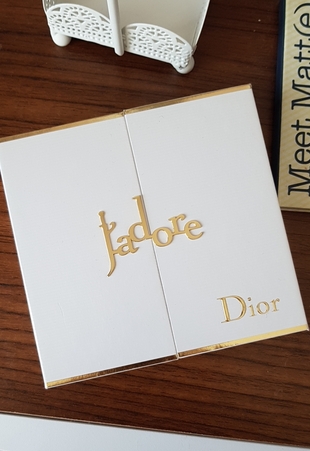 j'adore
Dior
Meet Matt(e)